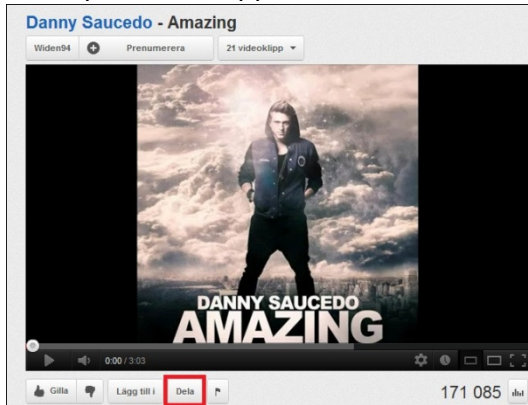 Danny Saucedo - Amazing
Widen94 Prenumerera 21 videoklipp
DANNY SAUCEDO
AMAZING
0:00 / 3:03
Gilla Lägg till i Dela 171 085